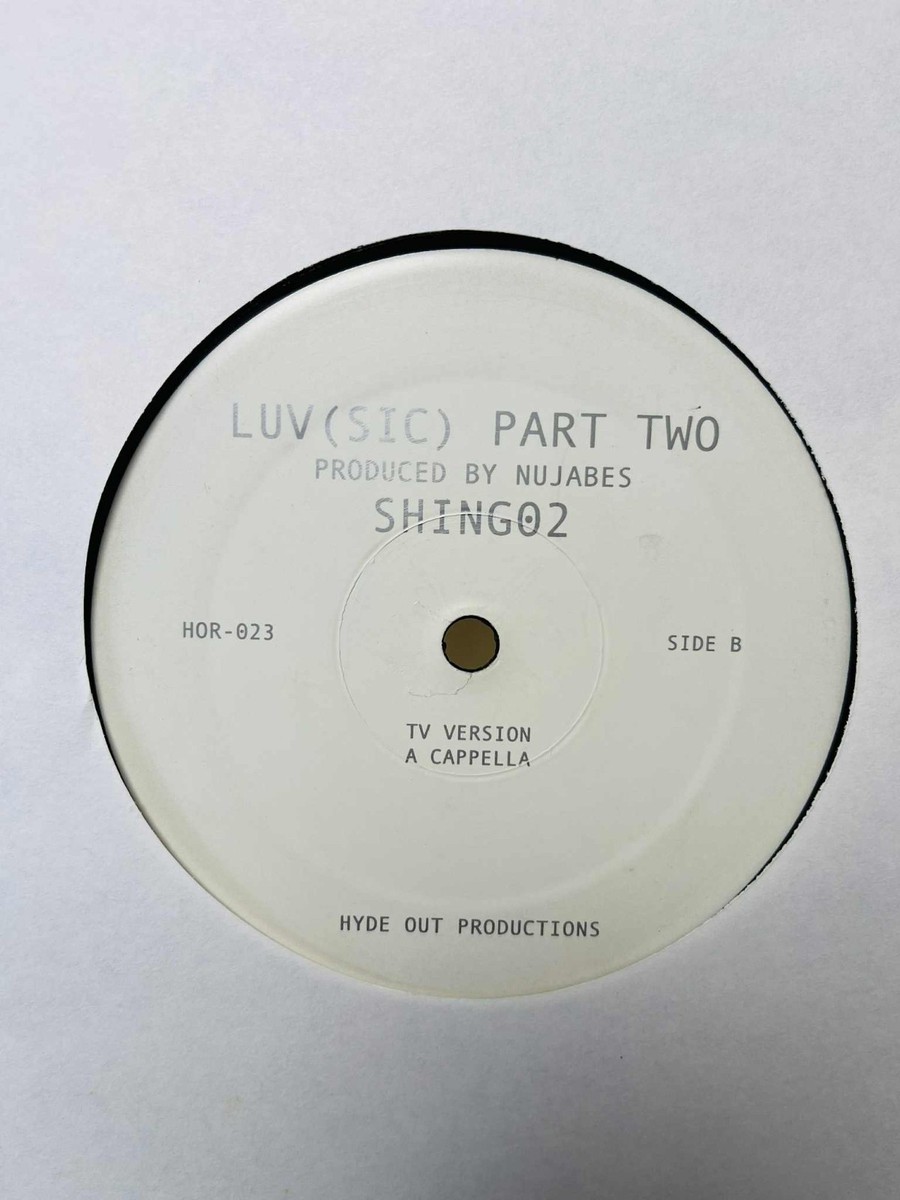 LUV(SIC) PART TWO
PRODUCED BY NUJABES
SHING02
HOR-023
SIDE B
TV VERSION
A CAPPELLA
HYDE OUT PRODUCTIONS